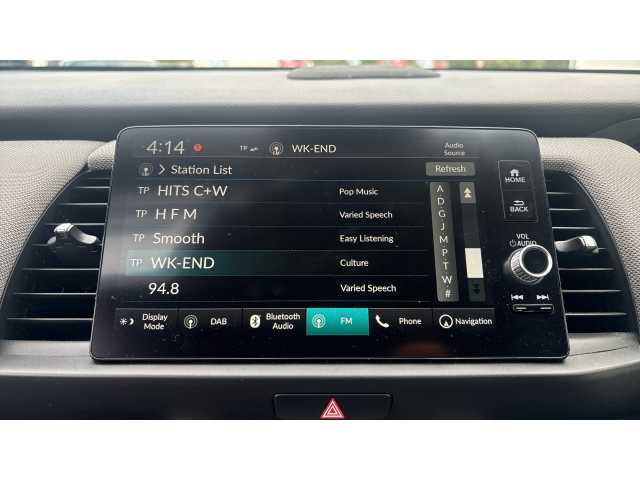 4:14 TP WK-END Audio Source
Station List Refresh
TP HITS C+W Pop Music
TP H F M Varied Speech
TP Smooth Easy Listening
TP WK-END Culture
94.8 Varied Speech
A
D
G
J
M
P
T
W
#
Display Mode
DAB
Bluetooth Audio
FM
Phone
Navigation
HOME
BACK
VOL
AUDIO